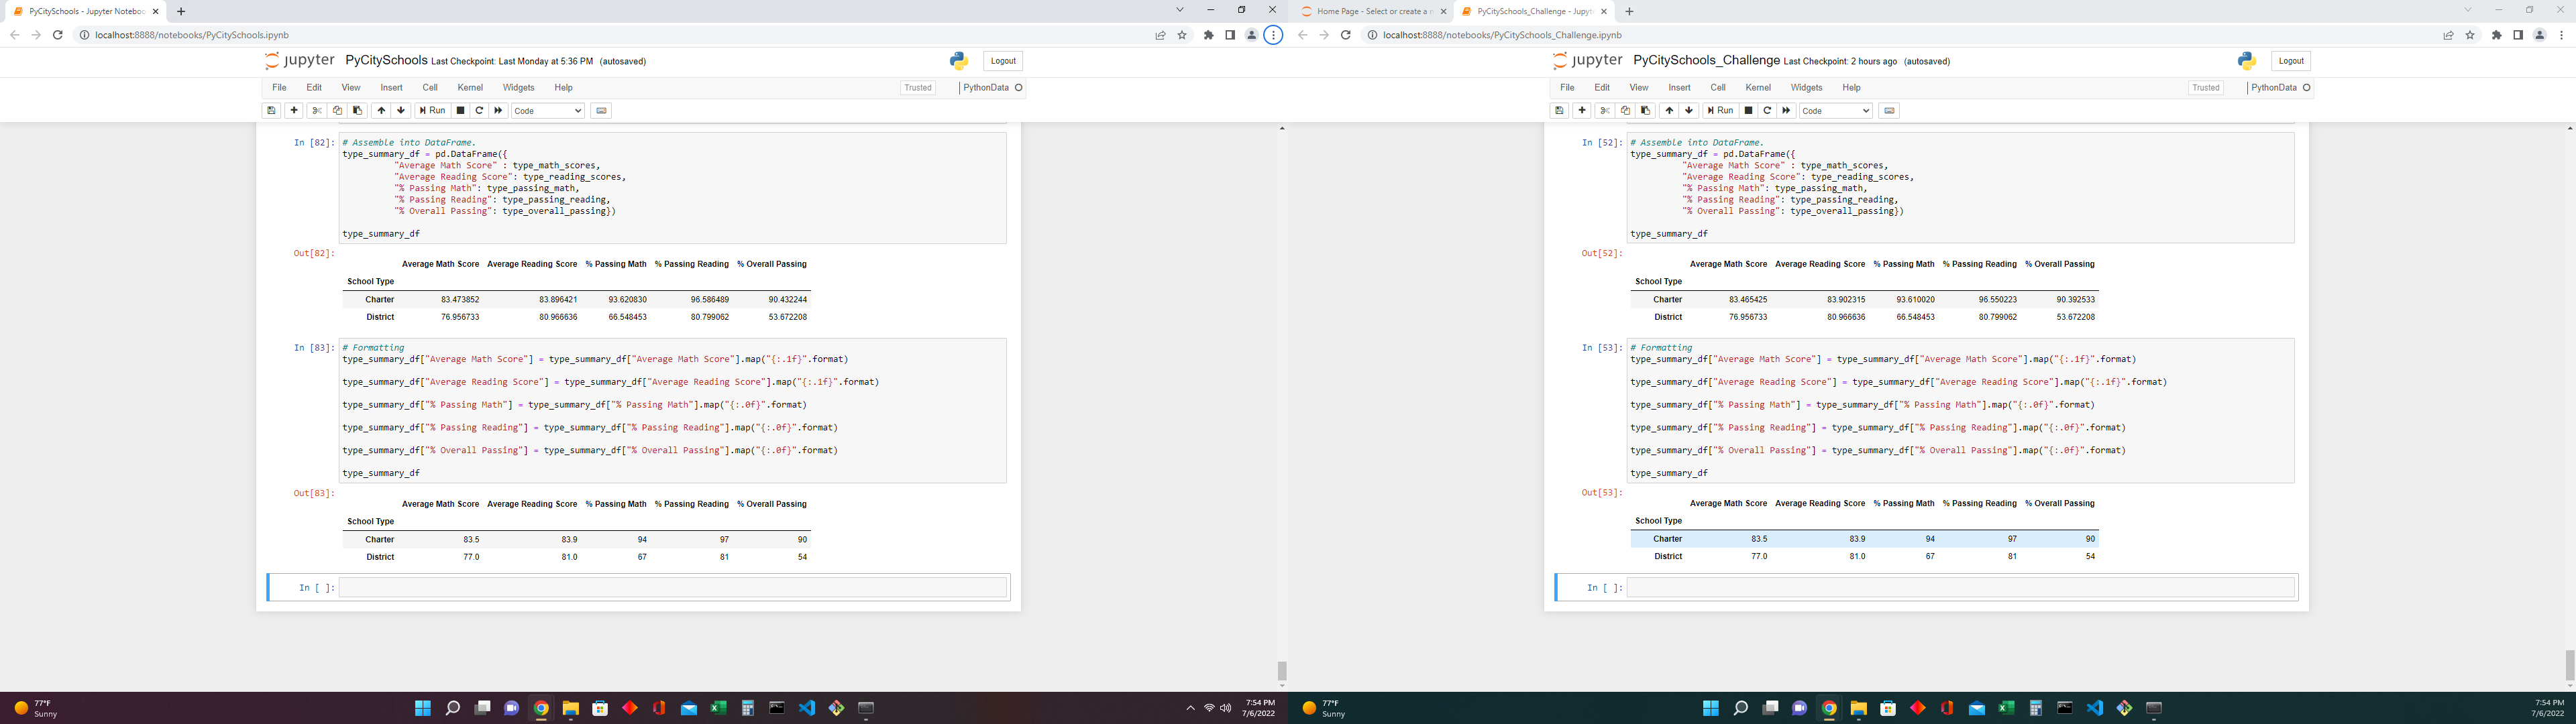 PyCitySchools - Jupyter Noteboo
localhost:8888/notebooks/PyCitySchools.ipynb
jupyter PyCitySchools Last Checkpoint: Last Monday at 5:36 PM (autosaved)
Logout
File Edit View Insert Cell Kernel Widgets Help
Trusted
PythonData
Run
Code
In [82]:
# Assemble into DataFrame.
type_summary_df = pd.DataFrame({
"Average Math Score" : type_math_scores,
"Average Reading Score": type_reading_scores,
"% Passing Math": type_passing_math,
"% Passing Reading": type_passing_reading,
"% Overall Passing": type_overall_passing})
type_summary_df
Out[82]:
Average Math Score Average Reading Score % Passing Math % Passing Reading % Overall Passing
School Type
Charter 83.473852 83.896421 93.620830 96.586489 90.432244
District 76.956733 80.966636 66.548453 80.799062 53.672208
In [83]:
# Formatting
type_summary_df["Average Math Score"] = type_summary_df["Average Math Score"].map("{:.1f}".format)
type_summary_df["Average Reading Score"] = type_summary_df["Average Reading Score"].map("{:.1f}".format)
type_summary_df["% Passing Math"] = type_summary_df["% Passing Math"].map("{:.0f}".format)
type_summary_df["% Passing Reading"] = type_summary_df["% Passing Reading"].map("{:.0f}".format)
type_summary_df["% Overall Passing"] = type_summary_df["% Overall Passing"].map("{:.0f}".format)
type_summary_df
Out[83]:
Average Math Score Average Reading Score % Passing Math % Passing Reading % Overall Passing
School Type
Charter 83.5 83.9 94 97 90
District 77.0 81.0 67 81 54
In [ ]:
77°F
Sunny
7:54 PM
7/6/2022
Home Page - Select or create a n
PyCitySchools_Challenge - Jupyt
localhost:8888/notebooks/PyCitySchools_Challenge.ipynb
jupyter PyCitySchools_Challenge Last Checkpoint: 2 hours ago (autosaved)
Logout
File Edit View Insert Cell Kernel Widgets Help
Trusted
PythonData
Run
Code
In [52]:
# Assemble into DataFrame.
type_summary_df = pd.DataFrame({
"Average Math Score" : type_math_scores,
"Average Reading Score": type_reading_scores,
"% Passing Math": type_passing_math,
"% Passing Reading": type_passing_reading,
"% Overall Passing": type_overall_passing})
type_summary_df
Out[52]:
Average Math Score Average Reading Score % Passing Math % Passing Reading % Overall Passing
School Type
Charter 83.465425 83.902315 93.610020 96.550223 90.392533
District 76.956733 80.966636 66.548453 80.799062 53.672208
In [53]:
# Formatting
type_summary_df["Average Math Score"] = type_summary_df["Average Math Score"].map("{:.1f}".format)
type_summary_df["Average Reading Score"] = type_summary_df["Average Reading Score"].map("{:.1f}".format)
type_summary_df["% Passing Math"] = type_summary_df["% Passing Math"].map("{:.0f}".format)
type_summary_df["% Passing Reading"] = type_summary_df["% Passing Reading"].map("{:.0f}".format)
type_summary_df["% Overall Passing"] = type_summary_df["% Overall Passing"].map("{:.0f}".format)
type_summary_df
Out[53]:
Average Math Score Average Reading Score % Passing Math % Passing Reading % Overall Passing
School Type
Charter 83.5 83.9 94 97 90
District 77.0 81.0 67 81 54
In [ ]:
77°F
Sunny
7:54 PM
7/6/2022